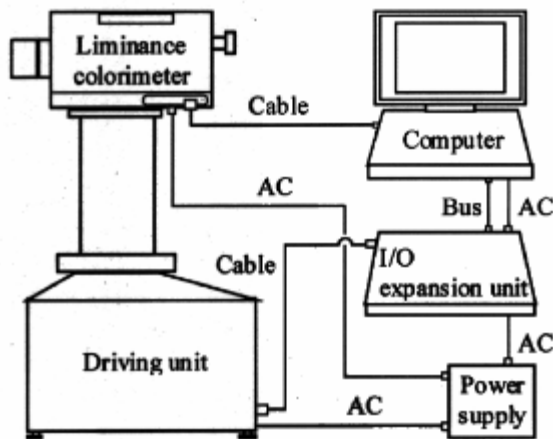 Liminance
colorimeter
Cable
Computer
AC
Bus
AC
Cable
I/O
expansion unit
Driving unit
AC
AC
Power
supply